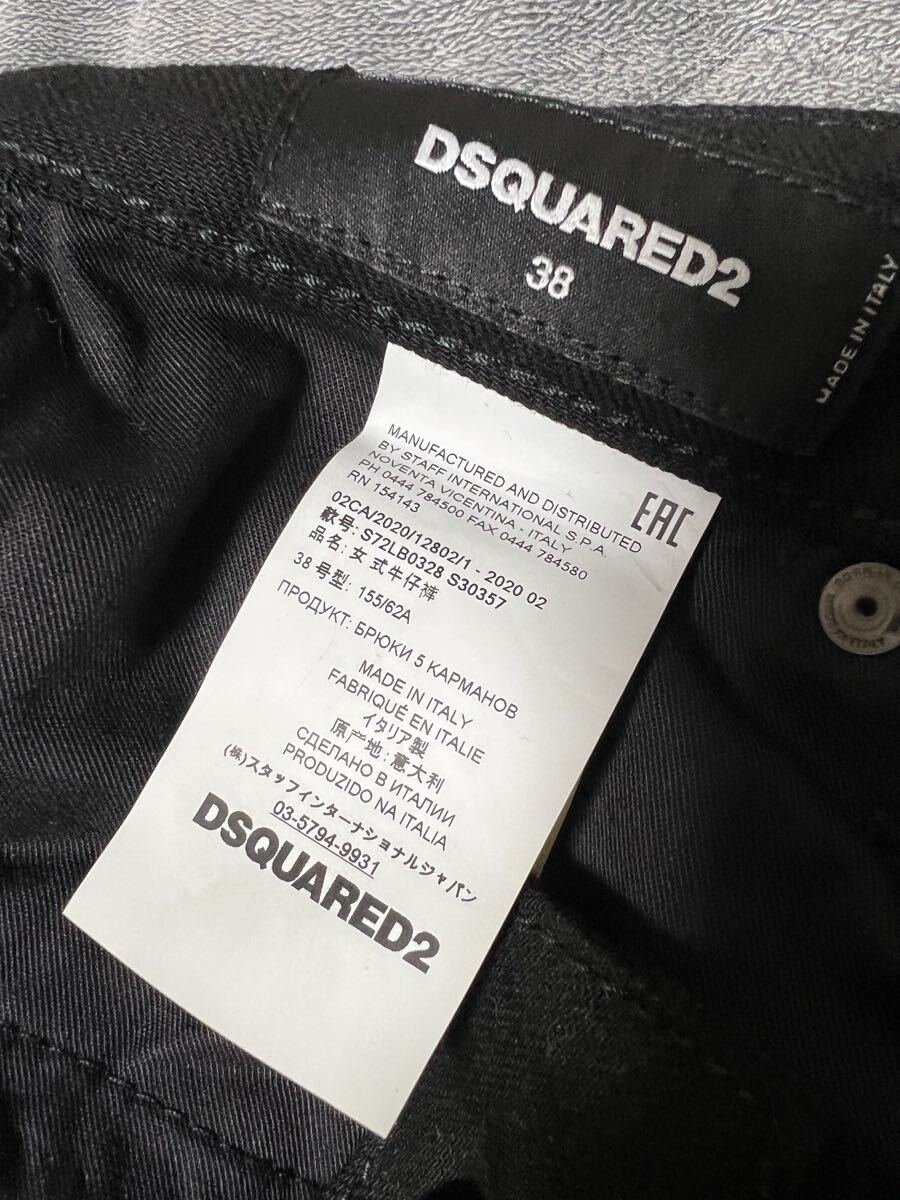 DSQUARED2
38
MADE IN ITALY
MANUFACTURED AND DISTRIBUTED
BY STAFF INTERNATIONAL S.P.A.
NOVENTA VICENTINA - ITALY
PH 0444 784500 FAX 0444 784580
RN 154143
EAC
02CA/2020/12802/1 - 2020 02
款号: S72LB0328 S30357
品名: 女 式牛仔裤
38 号型: 155/62A
ПРОДУКТ: БРЮКИ 5 КАРМАНОВ
MADE IN ITALY
FABRIQUÉ EN ITALIE
イタリア製
原产地: 意大利
СДЕЛАНО В ИТАЛИИ
PRODUZIDO NA ITALIA
(株)スタッフインターナショナルジャパン
03-5794-9931
DSQUARED2